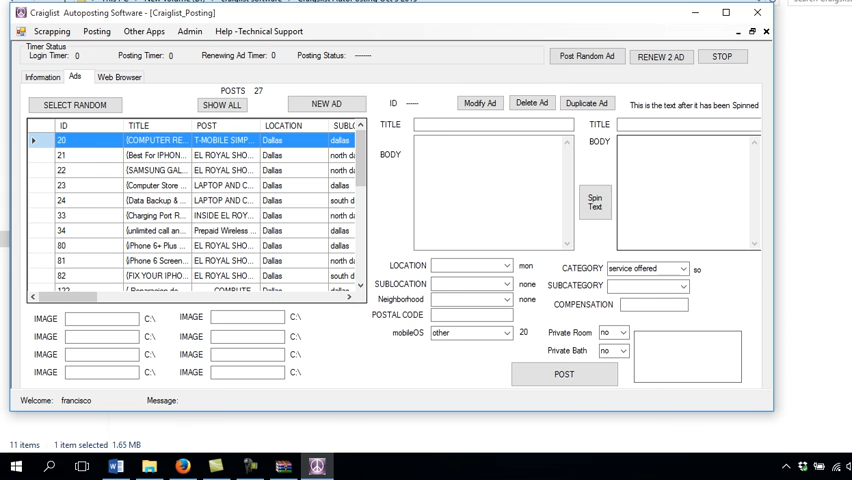 Craiglist Autoposting Software - [Craiglist_Posting]
Scrapping Posting Other Apps Admin Help -Technical Support
Timer Status
Login Timer: 0 Posting Timer: 0 Renewing Ad Timer: 0 Posting Status: ------ Post Random Ad RENEW 2 AD STOP
Information Ads Web Browser
POSTS 27
SELECT RANDOM SHOW ALL NEW AD ID ----- Modify Ad Delete Ad Duplicate Ad This is the text after it has been Spinned
ID TITLE POST LOCATION SUBLO
TITLE TITLE
20 {COMPUTER RE... T-MOBILE SIMP... Dallas dallas
BODY BODY
21 {Best For IPHON... EL ROYAL SHO... Dallas north da
22 {SAMSUNG GAL... EL ROYAL SHO... Dallas north da
23 {Computer Store ... LAPTOP AND C... Dallas dallas
24 {Data Backup & ... LAPTOP AND C... Dallas south d
33 {Charging Port R... INSIDE EL ROY... Dallas north da
34 {unlimited call an... Prepaid Wireless ... Dallas dallas
80 {iPhone 6+ Plus ... EL ROYAL SHO... Dallas dallas
81 {iPhone 6 Screen... EL ROYAL SHO... Dallas north da
82 {FIX YOUR IPHO... EL ROYAL SHO... Dallas south da
Spin
Text
LOCATION mon CATEGORY service offered so
SUBLOCATION none SUBCATEGORY
Neighborhood none COMPENSATION
POSTAL CODE
mobileOS other 20 Private Room no
Private Bath no
POST
IMAGE C:\ IMAGE C:\
IMAGE C:\ IMAGE C:\
IMAGE C:\ IMAGE C:\
IMAGE C:\ IMAGE C:\
Welcome: francisco Message:
11 items 1 item selected 1.65 MB